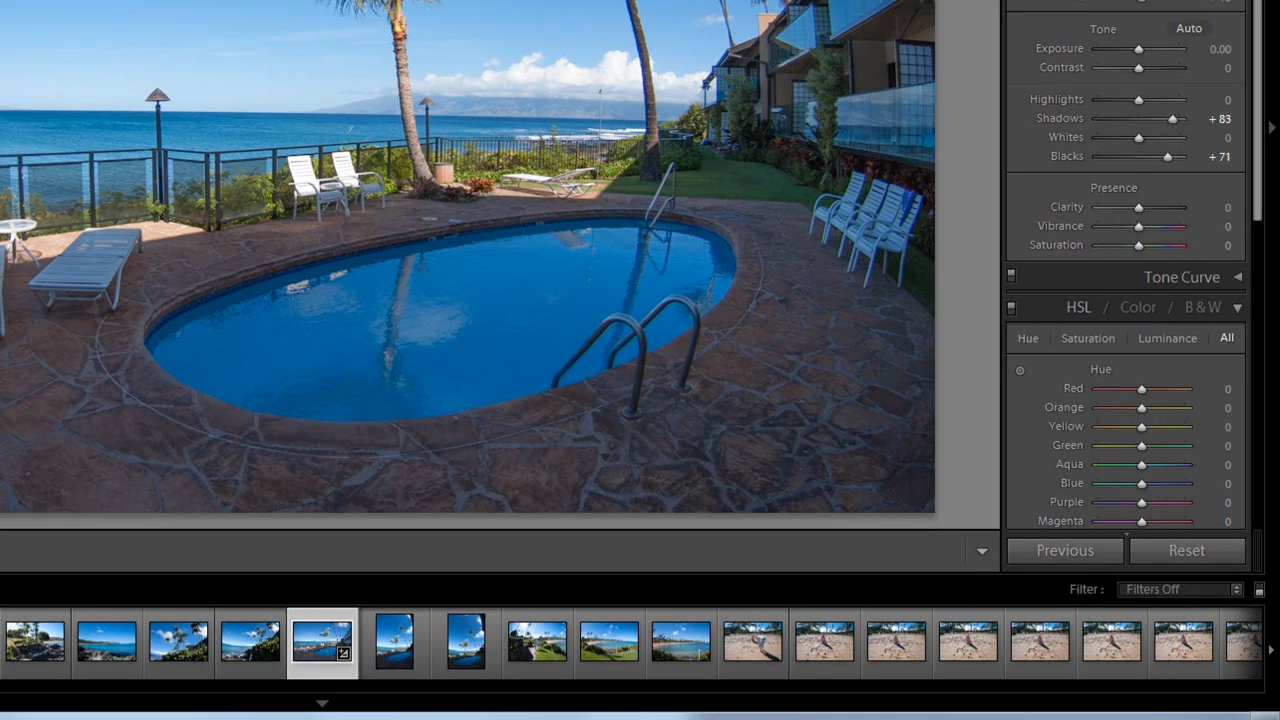 Tone Auto
Exposure 0.00
Contrast 0
Highlights 0
Shadows + 83
Whites 0
Blacks + 71
Presence
Clarity 0
Vibrance 0
Saturation 0
Tone Curve
HSL / Color / B & W
Hue Saturation Luminance All
Hue
Red 0
Orange 0
Yellow 0
Green 0
Aqua 0
Blue 0
Purple 0
Magenta 0
Previous Reset
Filter : Filters Off